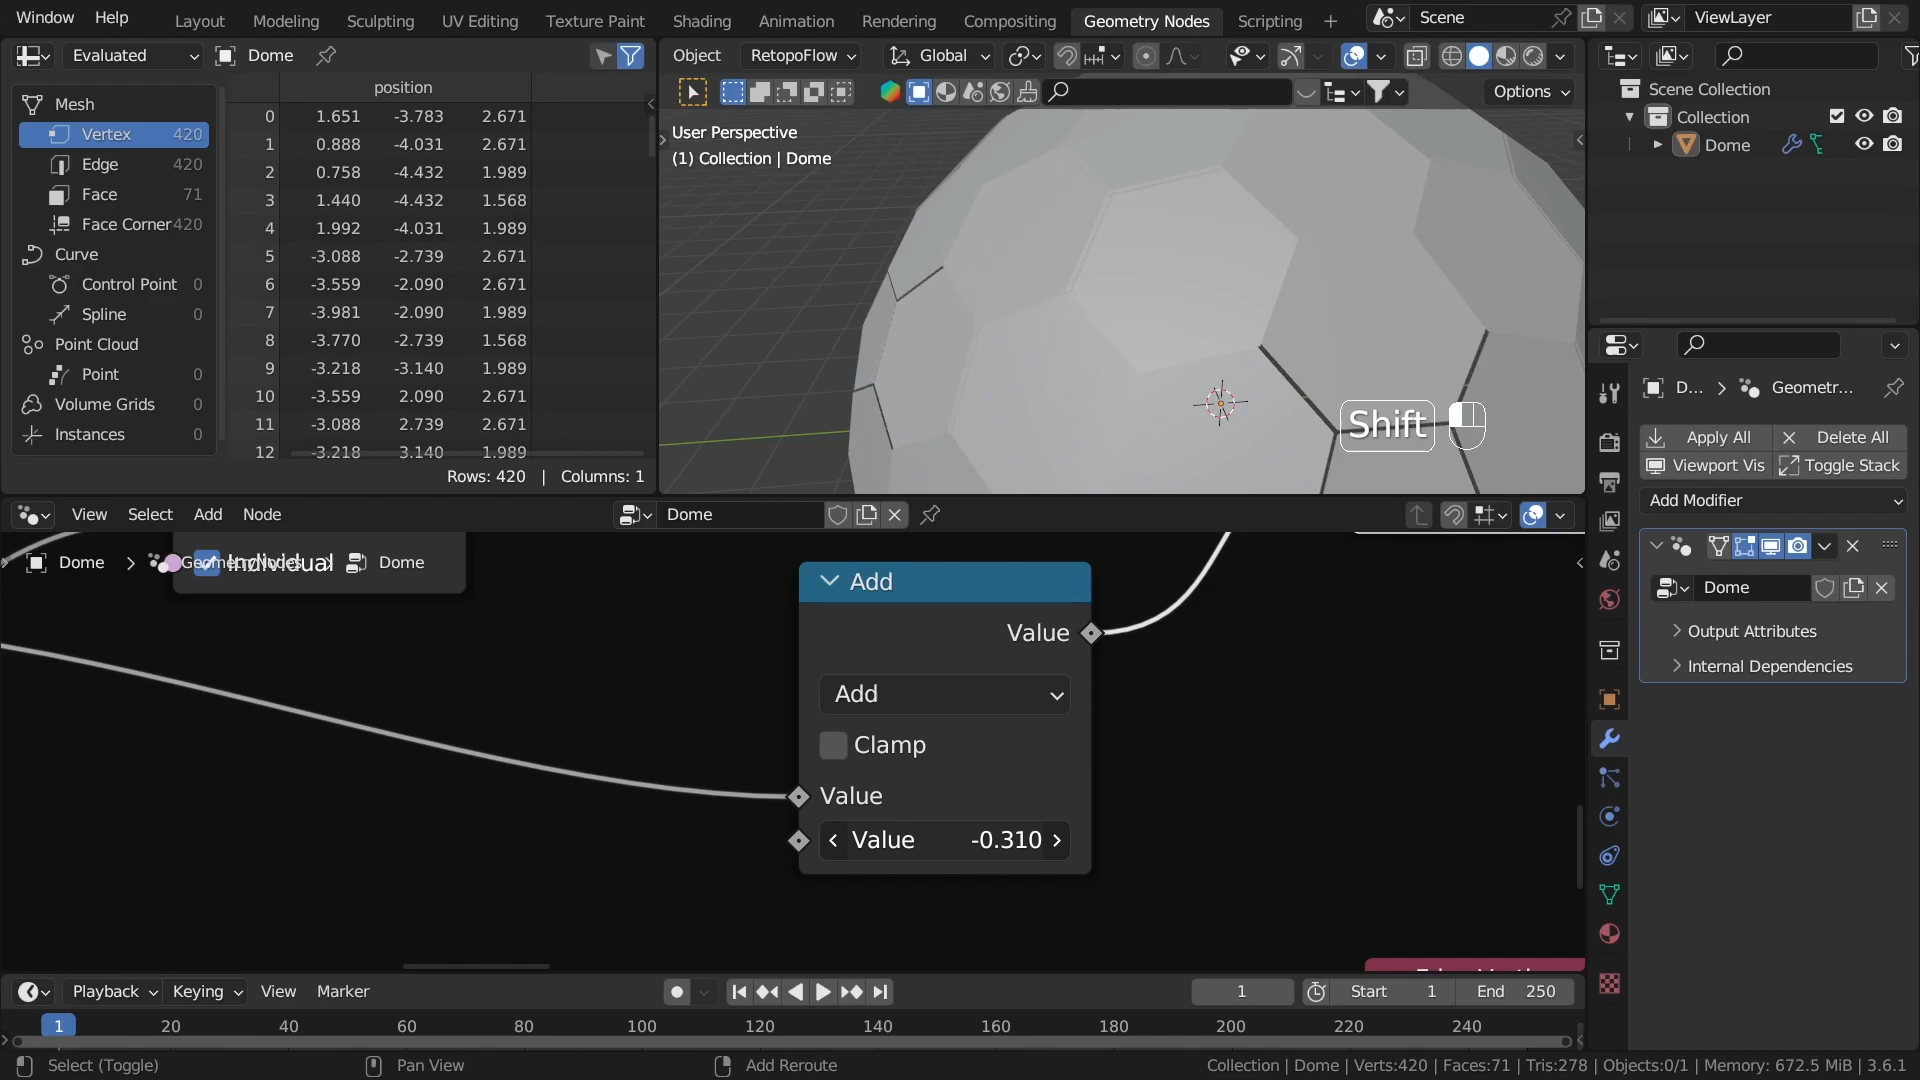 Window Help Layout Modeling Sculpting UV Editing Texture Paint Shading Animation Rendering Compositing Geometry Nodes Scripting + Scene ViewLayer
Evaluated Dome Object RetopoFlow Global
Options
position
Mesh
Vertex 420
Edge 420
Face 71
Face Corner 420
Curve
Control Point 0
Spline 0
Point Cloud
Point 0
Volume Grids 0
Instances 0
0 1.651 -3.783 2.671
1 0.888 -4.031 2.671
2 0.758 -4.432 1.989
3 1.440 -4.432 1.568
4 1.992 -4.031 1.989
5 -3.088 -2.739 2.671
6 -3.559 -2.090 2.671
7 -3.981 -2.090 1.989
8 -3.770 -2.739 1.568
9 -3.218 -3.140 1.989
10 -3.559 2.090 2.671
11 -3.088 2.739 2.671
12 -3.218 3.140 1.989
Rows: 420 | Columns: 1
User Perspective
(1) Collection | Dome
Shift
Scene Collection
Collection
Dome
D... > Geometr...
Apply All Delete All
Viewport Vis Toggle Stack
Add Modifier
Dome
Output Attributes
Internal Dependencies
View Select Add Node Dome
Dome > GeometryNodes Dome
Individual
Add
Value
Add
Clamp
Value
Value -0.310
Playback Keying View Marker 1 Start 1 End 250
1 20 40 60 80 100 120 140 160 180 200 220 240
Select (Toggle) Pan View Add Reroute Collection | Dome | Verts:420 | Faces:71 | Tris:278 | Objects:0/1 | Memory: 672.5 MiB | 3.6.1